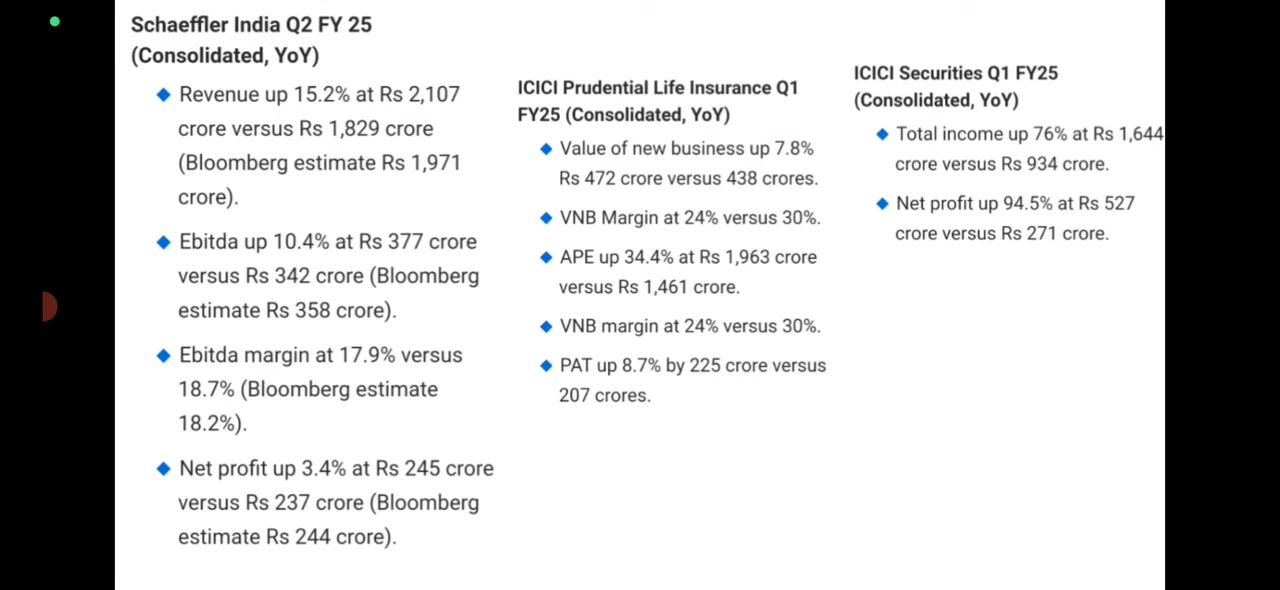 Schaeffler India Q2 FY 25
(Consolidated, YoY)
Revenue up 15.2% at Rs 2,107
crore versus Rs 1,829 crore
(Bloomberg estimate Rs 1,971
crore).
Ebitda up 10.4% at Rs 377 crore
versus Rs 342 crore (Bloomberg
estimate Rs 358 crore).
Ebitda margin at 17.9% versus
18.7% (Bloomberg estimate
18.2%).
Net profit up 3.4% at Rs 245 crore
versus Rs 237 crore (Bloomberg
estimate Rs 244 crore).
ICICI Prudential Life Insurance Q1
FY25 (Consolidated, YoY)
Value of new business up 7.8%
Rs 472 crore versus 438 crores.
VNB Margin at 24% versus 30%.
APE up 34.4% at Rs 1,963 crore
versus Rs 1,461 crore.
VNB margin at 24% versus 30%.
PAT up 8.7% by 225 crore versus
207 crores.
ICICI Securities Q1 FY25
(Consolidated, YoY)
Total income up 76% at Rs 1,644
crore versus Rs 934 crore.
Net profit up 94.5% at Rs 527
crore versus Rs 271 crore.